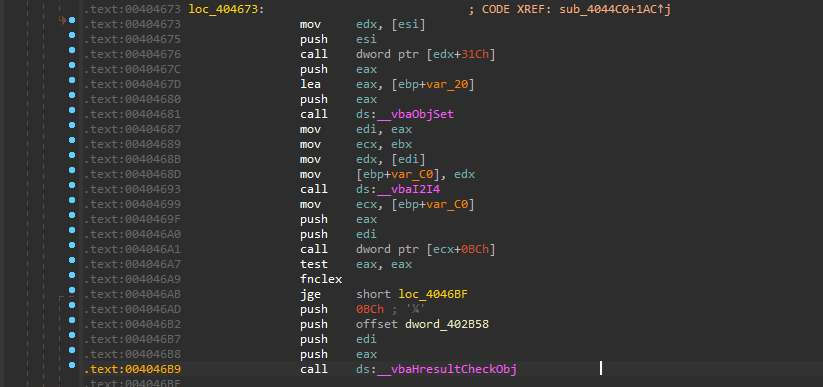 .text:00404673 loc_404673: ; CODE XREF: sub_4044C0+1AC↑j
.text:00404673 mov edx, [esi]
.text:00404675 push esi
.text:00404676 call dword ptr [edx+31Ch]
.text:0040467C push eax
.text:0040467D lea eax, [ebp+var_20]
.text:00404680 push eax
.text:00404681 call ds:__vbaObjSet
.text:00404687 mov edi, eax
.text:00404689 mov ecx, ebx
.text:0040468B mov edx, [edi]
.text:0040468D mov [ebp+var_C0], edx
.text:00404693 call ds:__vbaI2I4
.text:00404699 mov ecx, [ebp+var_C0]
.text:0040469F push eax
.text:004046A0 push edi
.text:004046A1 call dword ptr [ecx+0BCh]
.text:004046A7 test eax, eax
.text:004046A9 fnclex
.text:004046AB jge short loc_4046BF
.text:004046AD push 0BCh ; '¼'
.text:004046B2 push offset dword_402B58
.text:004046B7 push edi
.text:004046B8 push eax
.text:004046B9 call ds:__vbaHresultCheckObj
.text:004046BF